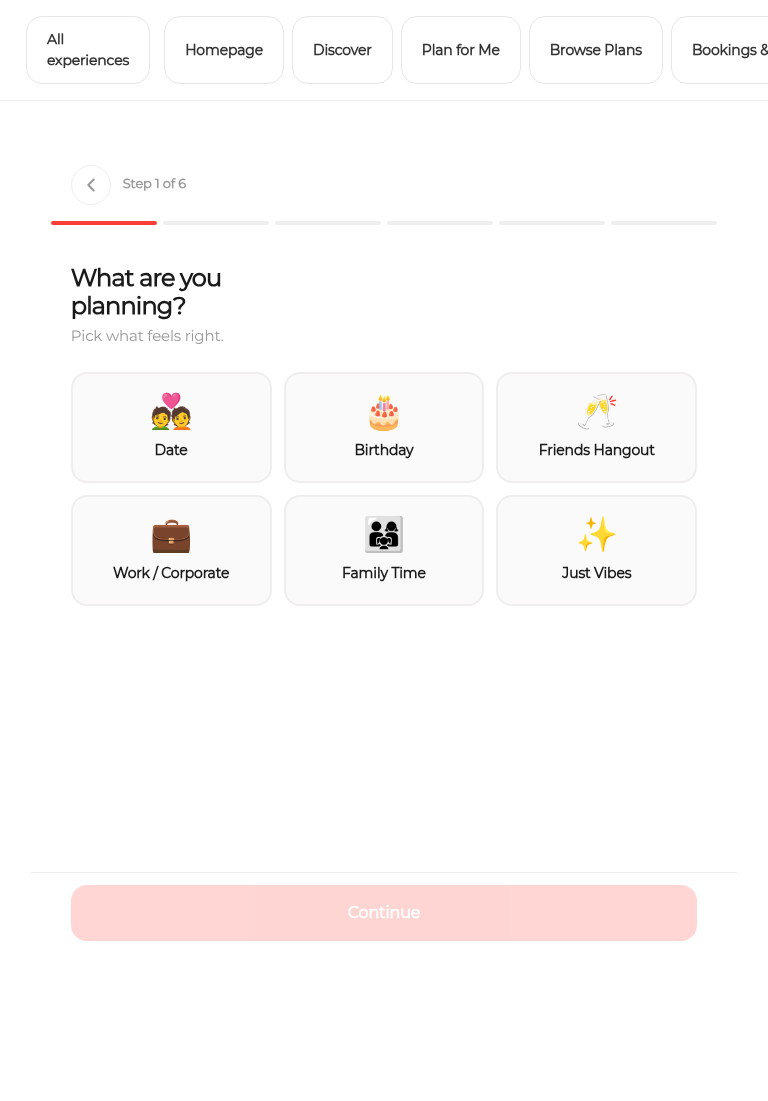 All
experiences
Homepage
Discover
Plan for Me
Browse Plans
Bookings &
Step 1 of 6
What are you
planning?
Pick what feels right.
Date
Birthday
Friends Hangout
Work / Corporate
Family Time
Just Vibes
Continue